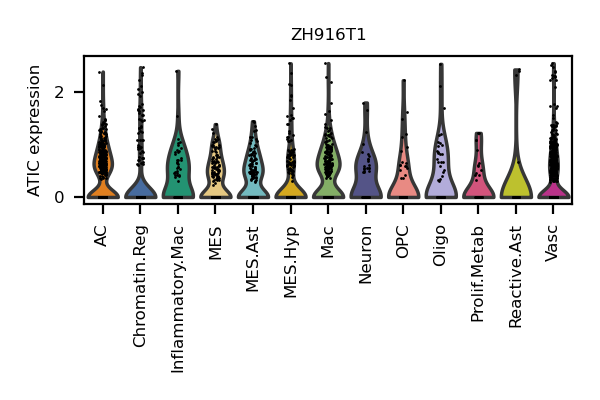 ZH916T1
ATIC expression
2
0
AC
Chromatin.Reg
Inflammatory.Mac
MES
MES.Ast
MES.Hyp
Mac
Neuron
OPC
Oligo
Prolif.Metab
Reactive.Ast
Vasc